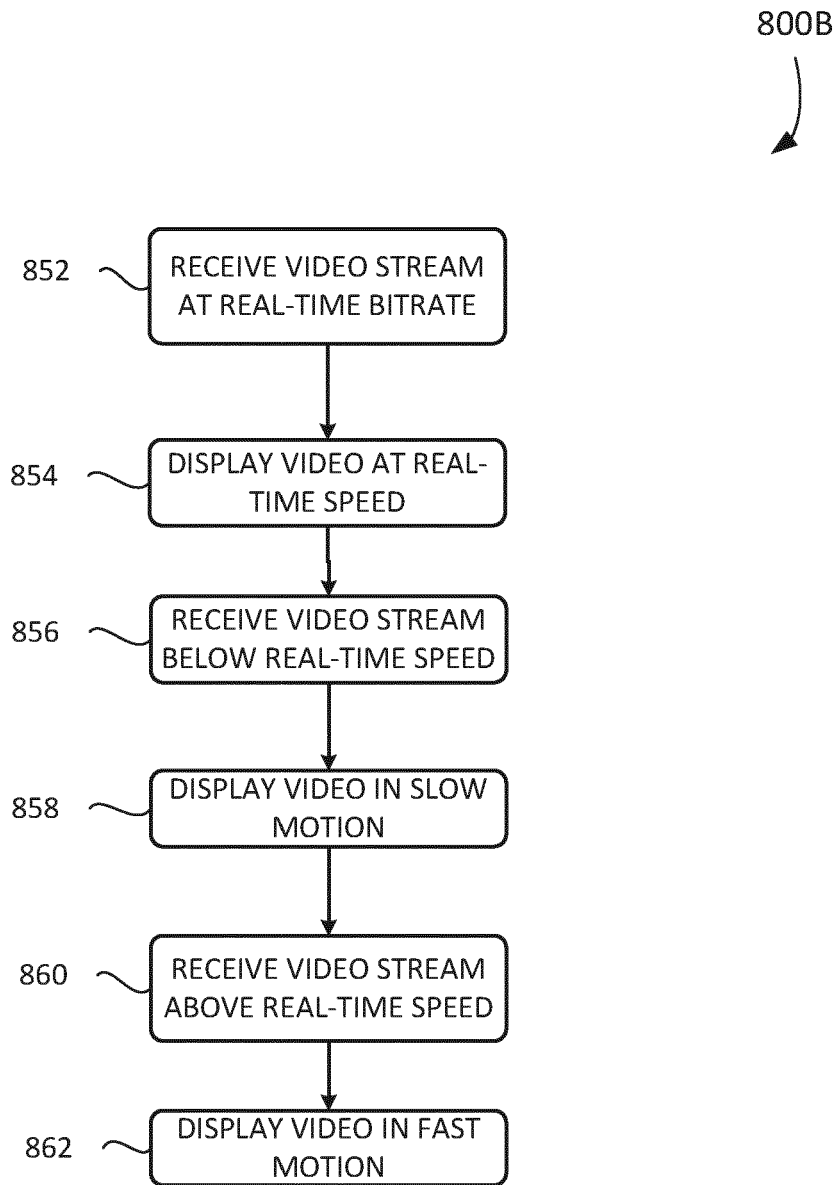 800B
852
RECEIVE VIDEO STREAM
AT REAL-TIME BITRATE
854
DISPLAY VIDEO AT REAL-
TIME SPEED
856
RECEIVE VIDEO STREAM
BELOW REAL-TIME SPEED
858
DISPLAY VIDEO IN SLOW
MOTION
860
RECEIVE VIDEO STREAM
ABOVE REAL-TIME SPEED
862
DISPLAY VIDEO IN FAST
MOTION